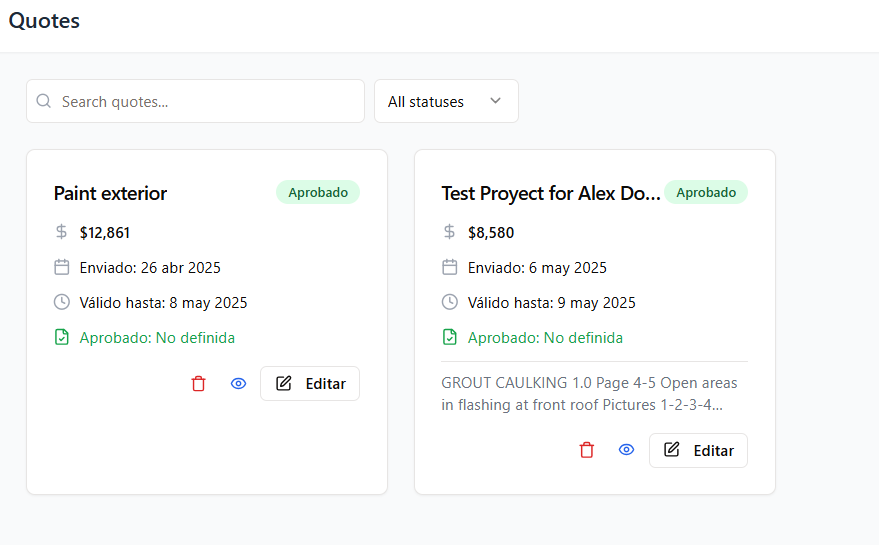 Quotes
Search quotes...
All statuses
Paint exterior
Aprobado
$12,861
Enviado: 26 abr 2025
Válido hasta: 8 may 2025
Aprobado: No definida
Editar
Test Proyect for Alex Do...
Aprobado
$8,580
Enviado: 6 may 2025
Válido hasta: 9 may 2025
Aprobado: No definida
GROUT CAULKING 1.0 Page 4-5 Open areas
in flashing at front roof Pictures 1-2-3-4...
Editar